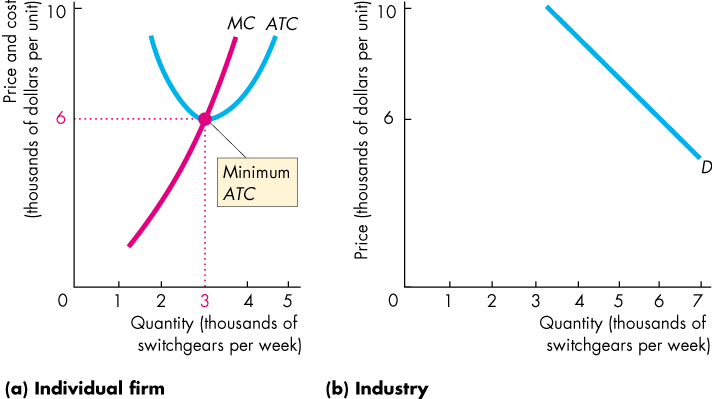 Price and cost
(thousands of dollars per unit)
10
6
MC
ATC
Minimum
ATC
0
1
2
3
4
5
Quantity (thousands of
switchgears per week)
(a) Individual firm
Price (thousands of dollars per unit)
10
6
D
0
1
2
3
4
5
6
7
Quantity (thousands of
switchgears per week)
(b) Industry